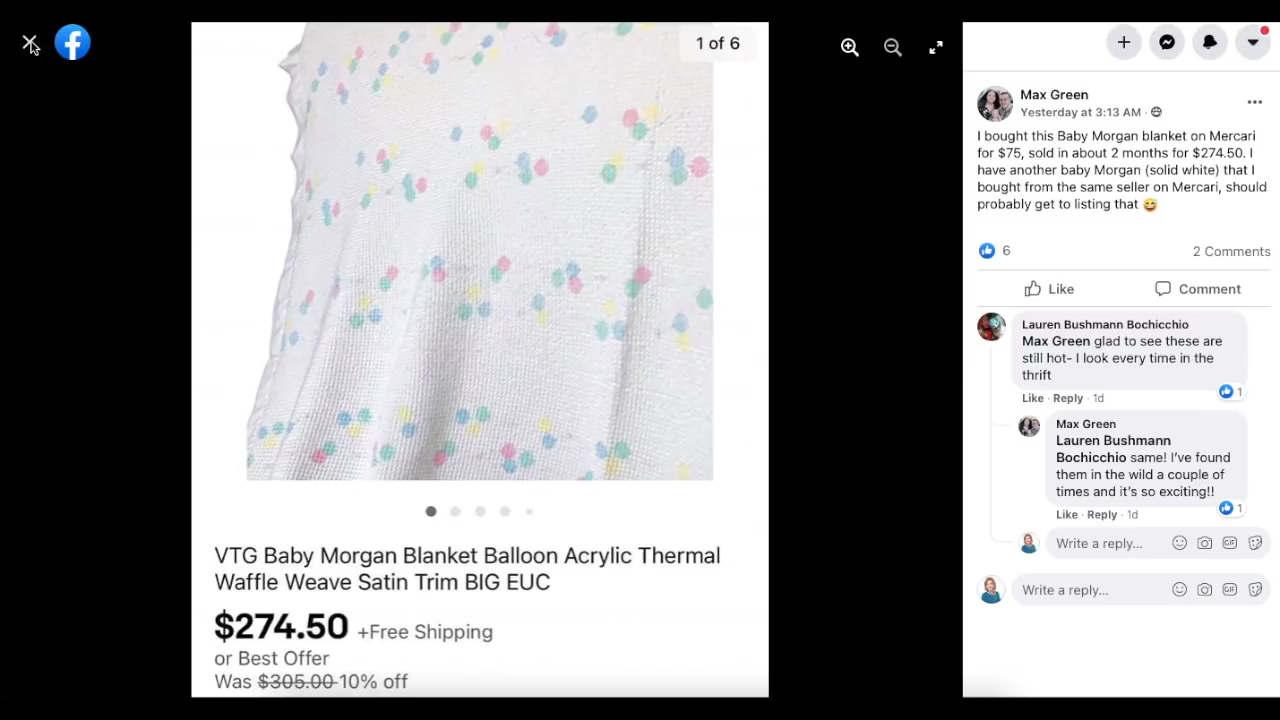 1 of 6
VTG Baby Morgan Blanket Balloon Acrylic Thermal
Waffle Weave Satin Trim BIG EUC
$274.50 +Free Shipping
or Best Offer
Was $305.00 10% off
Max Green
Yesterday at 3:13 AM ·
I bought this Baby Morgan blanket on Mercari
for $75, sold in about 2 months for $274.50. I
have another baby Morgan (solid white) that I
bought from the same seller on Mercari, should
probably get to listing that 😅
6
2 Comments
Like
Comment
Lauren Bushmann Bochicchio
Max Green glad to see these are
still hot- I look every time in the
thrift
1
Like · Reply · 1d
Max Green
Lauren Bushmann
Bochicchio same! I've found
them in the wild a couple of
times and it's so exciting!!
1
Like · Reply · 1d
Write a reply...
GIF
Write a reply...
GIF